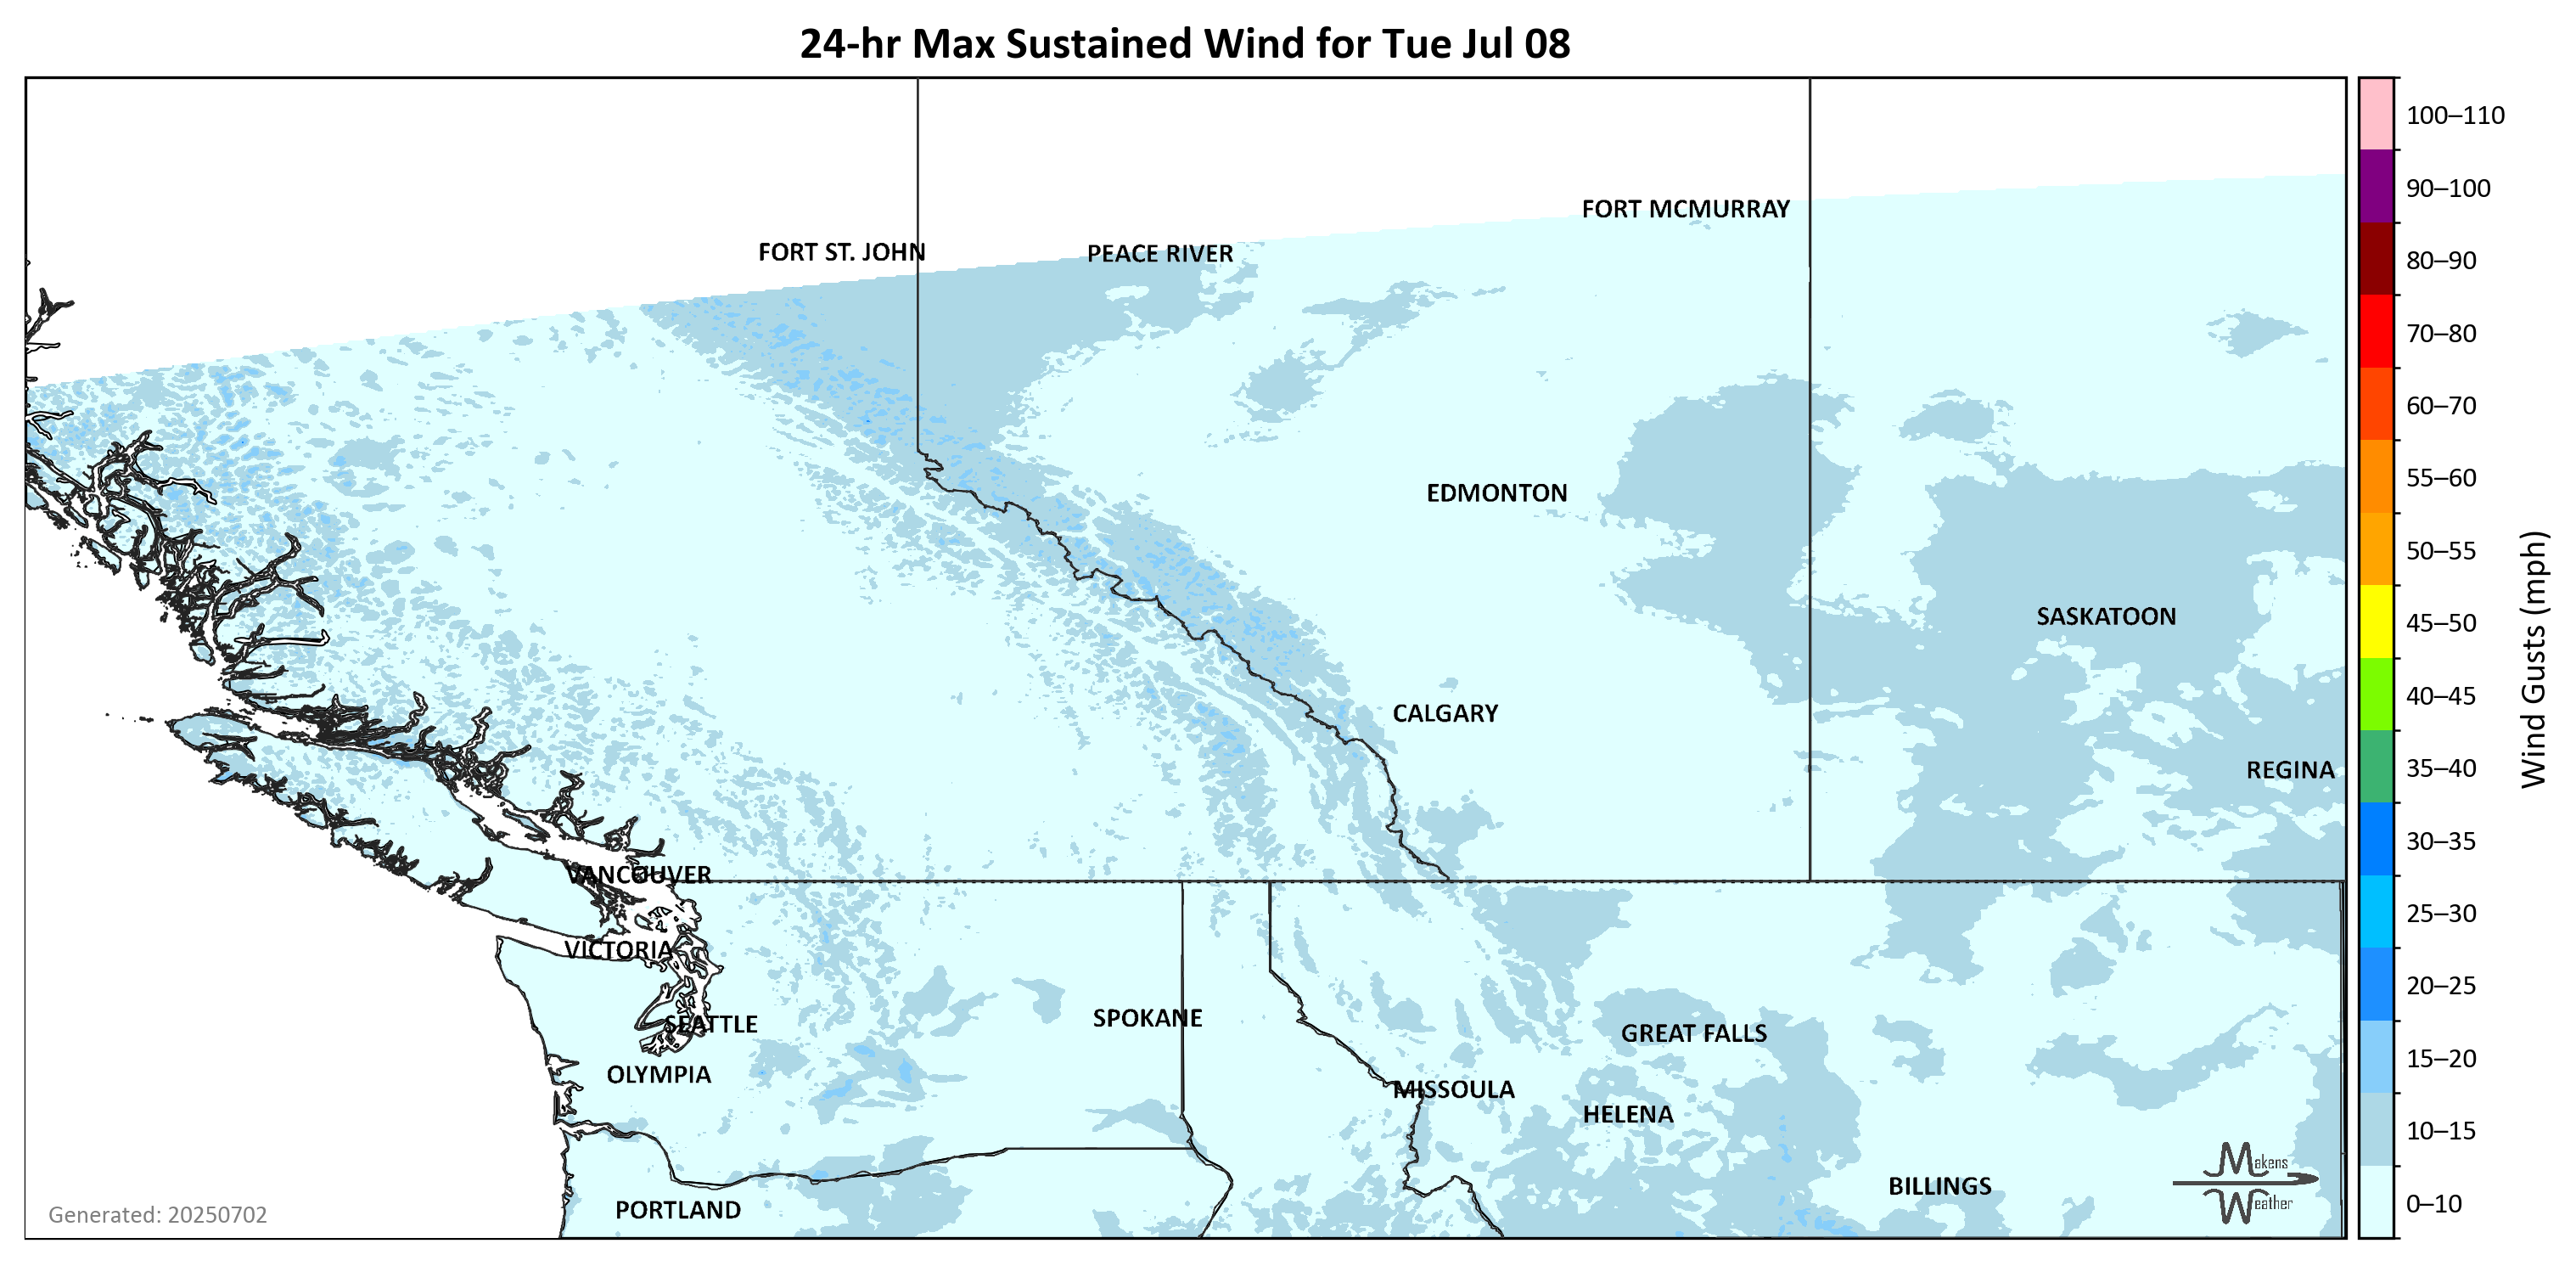 24-hr Max Sustained Wind for Tue Jul 08
100–110
90–100
80–90
70–80
60–70
55–60
50–55
45–50
40–45
35–40
30–35
25–30
20–25
15–20
10–15
0–10
Wind Gusts (mph)
FORT MCMURRAY
FORT ST. JOHN
PEACE RIVER
EDMONTON
SASKATOON
CALGARY
REGINA
VANCOUVER
VICTORIA
SEATTLE
SPOKANE
GREAT FALLS
OLYMPIA
MISSOULA
HELENA
BILLINGS
PORTLAND
Makens
Weather
Generated: 20250702